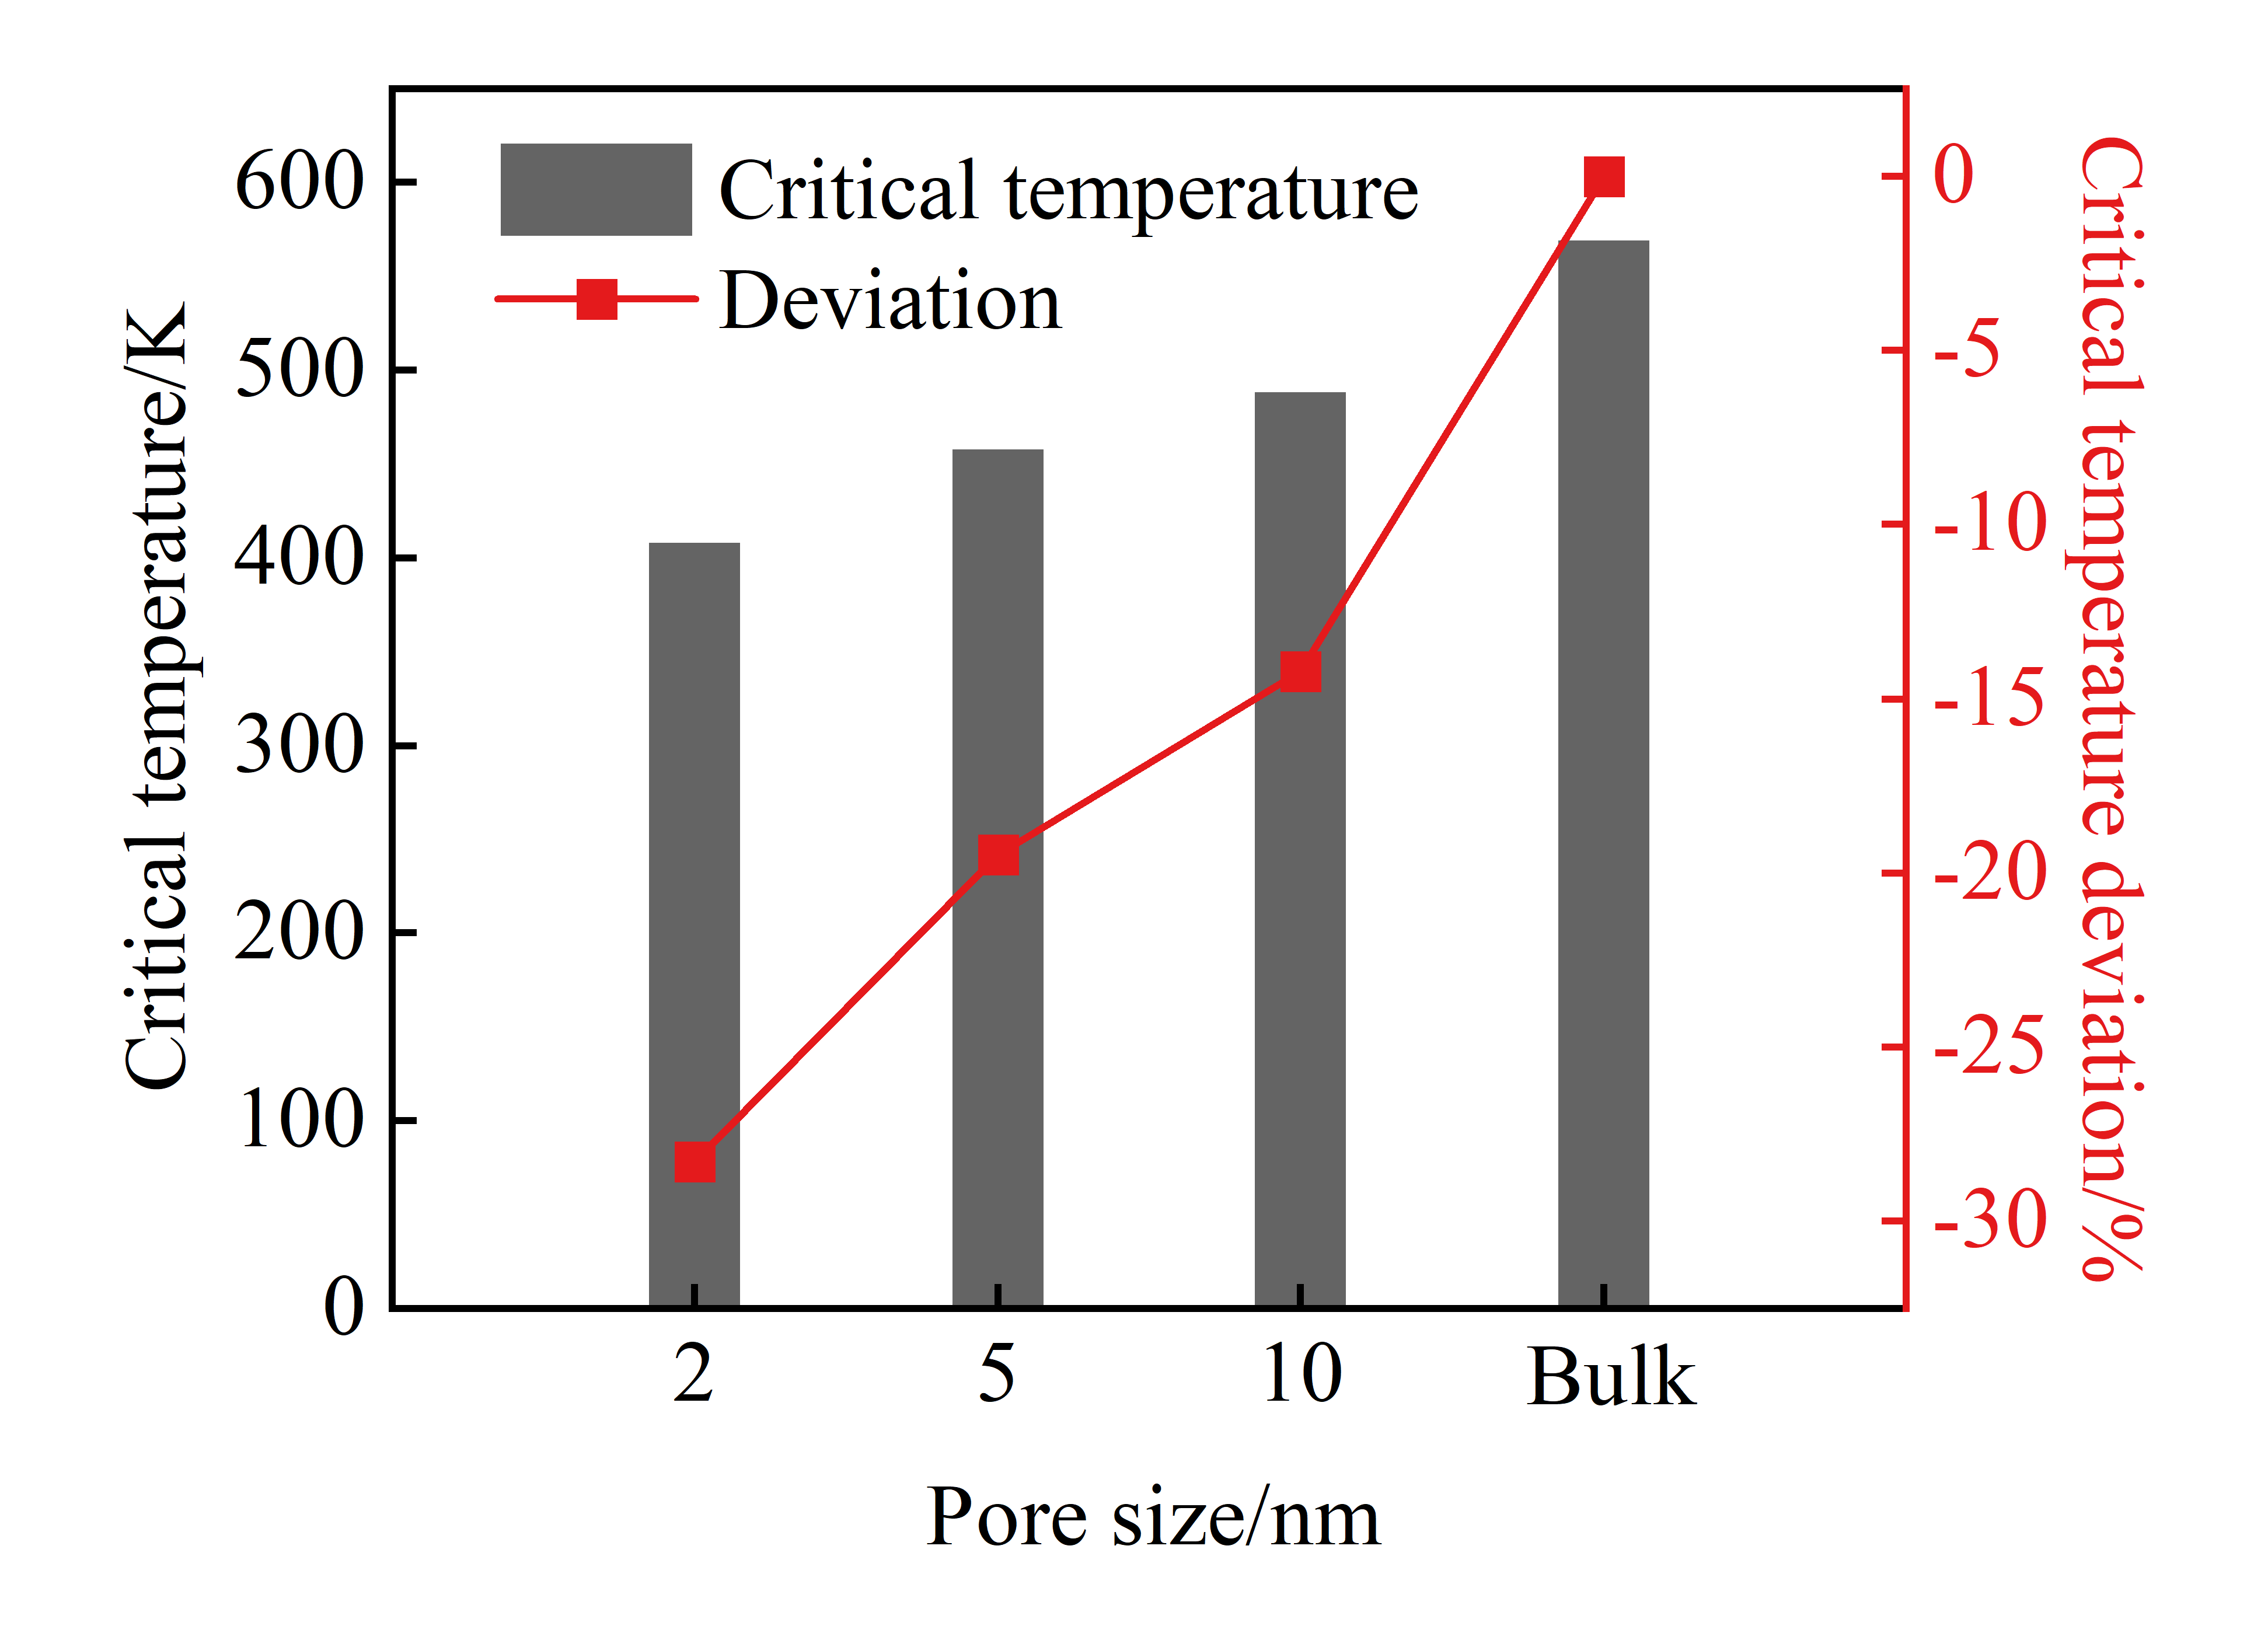 Critical temperature
Deviation
Critical temperature/K
600
500
400
300
200
100
0
0
-5
-10
-15
-20
-25
-30
Critical temperature deviation/%
2 5 10 Bulk
Pore size/nm